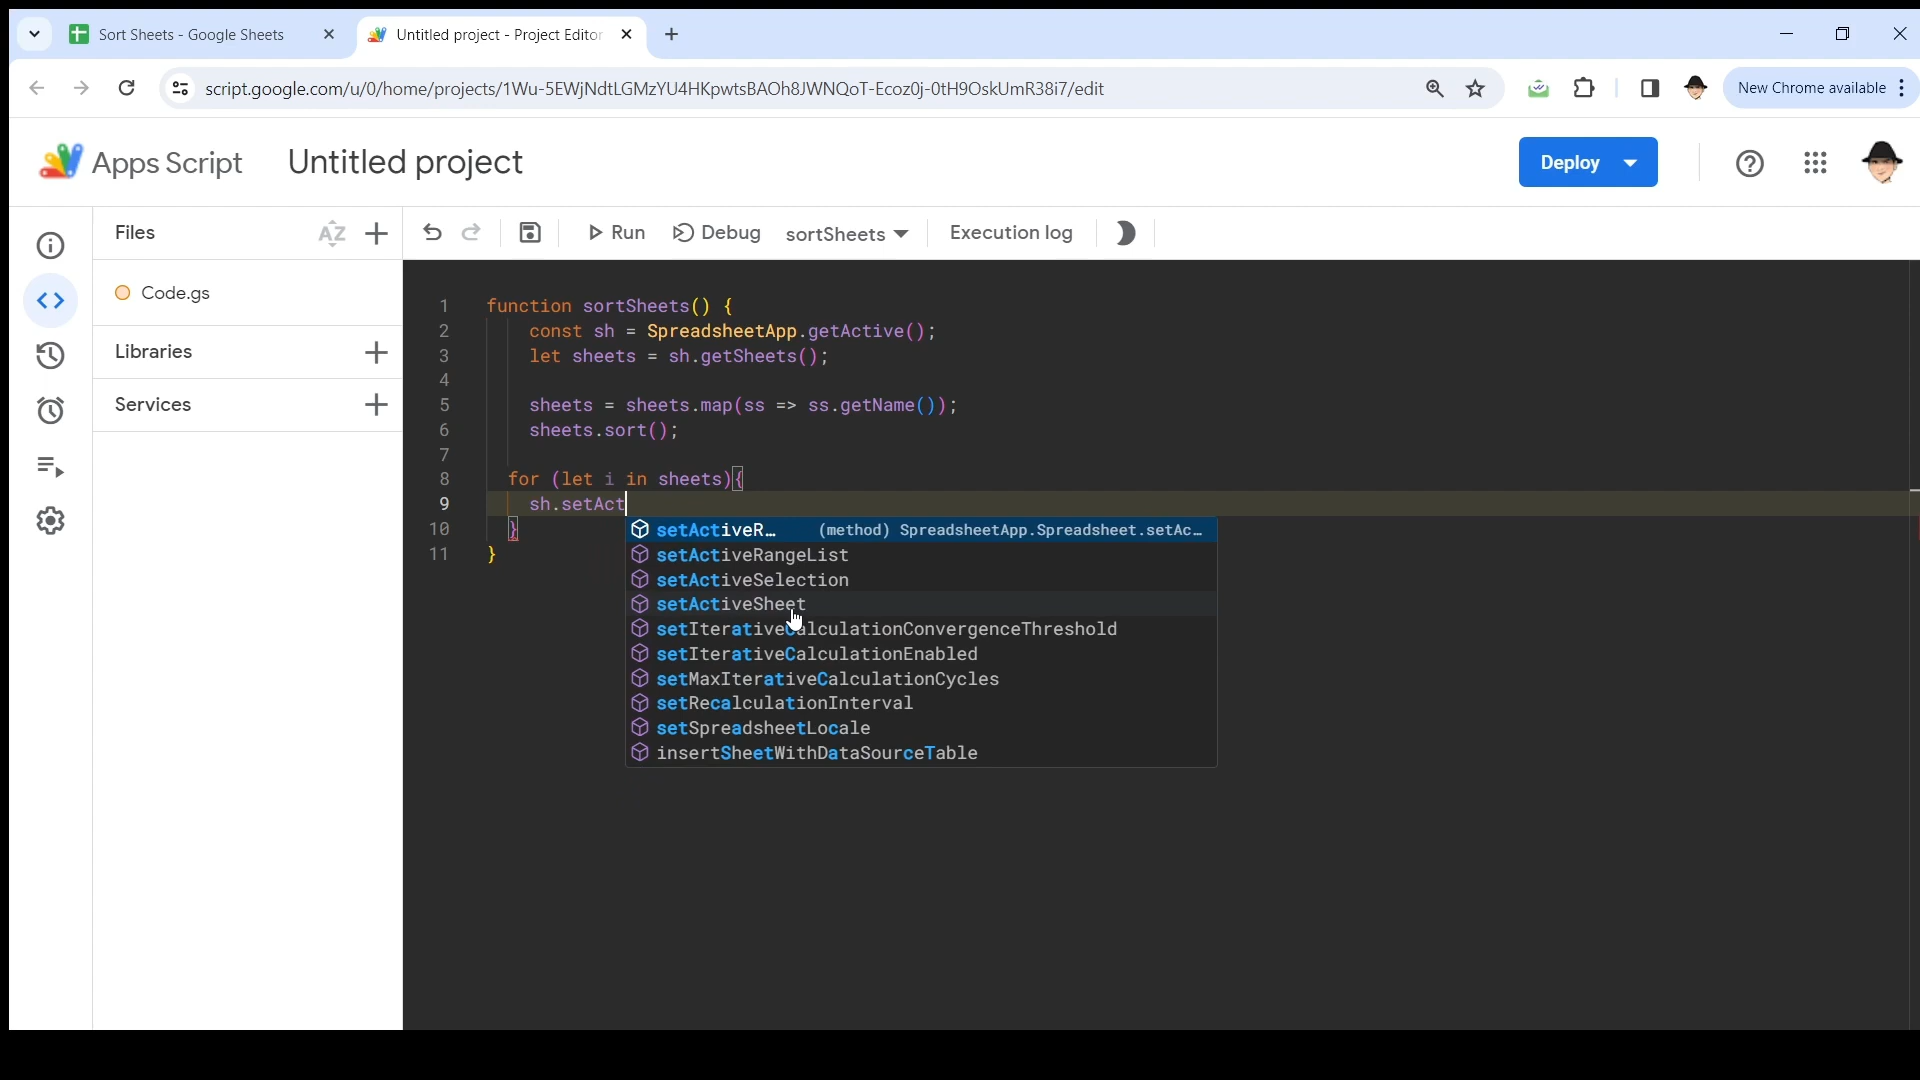 Sort Sheets - Google Sheets
Untitled project - Project Editor
script.google.com/u/0/home/projects/1Wu-5EWjNdtLGMzYU4HKpwtsBAOh8JWNQoT-Ecoz0j-0tH9OskUmR38i7/edit
New Chrome available
Apps Script
Untitled project
Deploy
Files
AZ
Run
Debug
sortSheets
Execution log
Code.gs
Libraries
Services
1 function sortSheets() {
2 const sh = SpreadsheetApp.getActive();
3 let sheets = sh.getSheets();
4
5 sheets = sheets.map(ss => ss.getName());
6 sheets.sort();
7
8 for (let i in sheets){
9 sh.setAct
10 }
11 }
setActiveR… (method) SpreadsheetApp.Spreadsheet.setAc…
setActiveRangeList
setActiveSelection
setActiveSheet
setIterativeCalculationConvergenceThreshold
setIterativeCalculationEnabled
setMaxIterativeCalculationCycles
setRecalculationInterval
setSpreadsheetLocale
insertSheetWithDataSourceTable